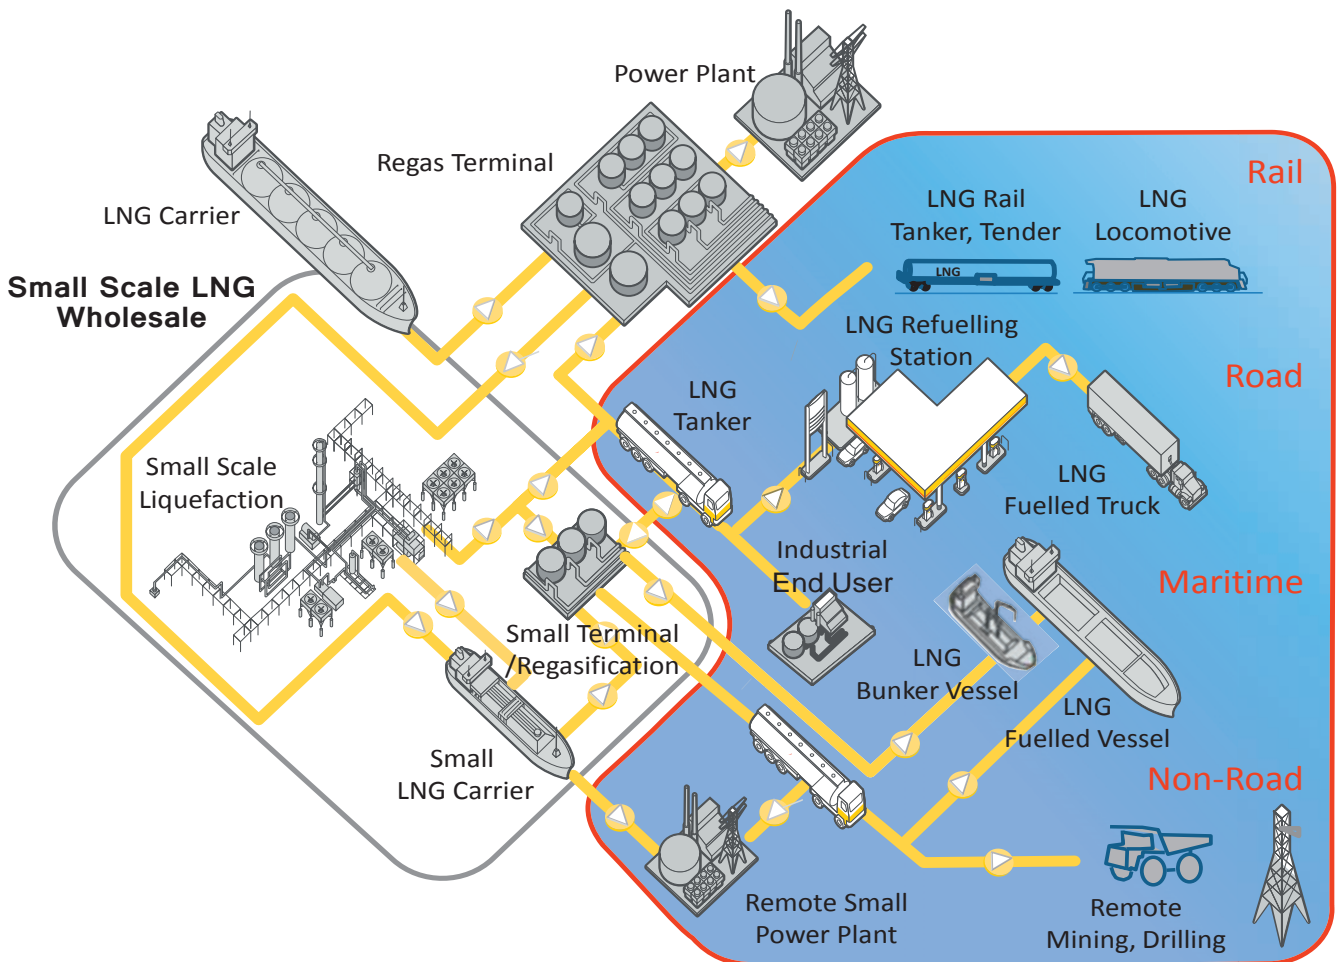 Power Plant
Regas Terminal
LNG Carrier
Small Scale LNG
Wholesale
Rail
LNG Rail
Tanker, Tender
LNG
Locomotive
LNG
LNG Refuelling
Station
Road
LNG
Tanker
LNG
Fuelled Truck
Small Scale
Liquefaction
Industrial
End User
Maritime
Small Terminal
/Regasification
LNG
Bunker Vessel
LNG
Fuelled Vessel
Small
LNG Carrier
Non-Road
Remote Small
Power Plant
Remote
Mining, Drilling